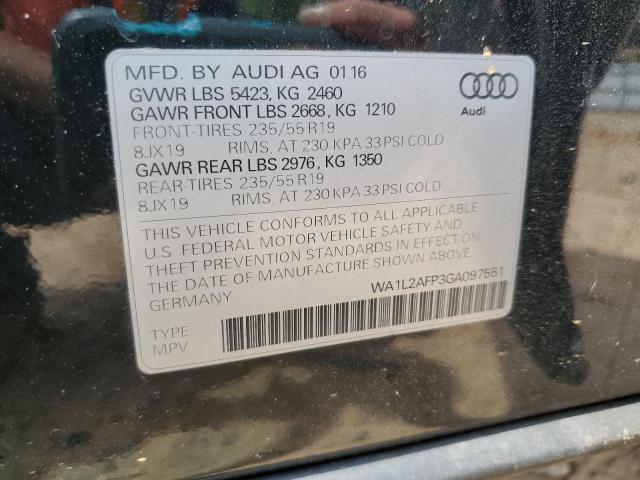 MFD. BY AUDI AG 01 16
GVWR LBS 5423, KG 2460
GAWR FRONT LBS 2668, KG 1210
FRONT-TIRES 235/55 R19
8JX19 RIMS, AT 230 KPA 33 PSI COLD
GAWR REAR LBS 2976, KG 1350
REAR-TIRES 235/55 R19
8JX19 RIMS, AT 230 KPA 33 PSI COLD
THIS VEHICLE CONFORMS TO ALL APPLICABLE
U.S. FEDERAL MOTOR VEHICLE SAFETY AND
THEFT PREVENTION STANDARDS IN EFFECT ON
THE DATE OF MANUFACTURE SHOWN ABOVE.
GERMANY
WA1L2AFP3GA097551
TYPE
MPV
Audi